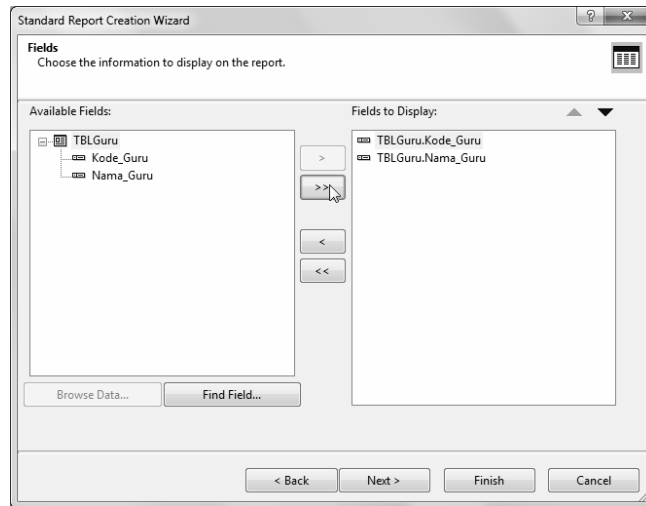 Standard Report Creation Wizard
Fields
Choose the information to display on the report.
Available Fields:
TBLGuru
Kode_Guru
Nama_Guru
>
>>
<
<<
Fields to Display:
TBLGuru.Kode_Guru
TBLGuru.Nama_Guru
Browse Data...
Find Field...
< Back
Next >
Finish
Cancel